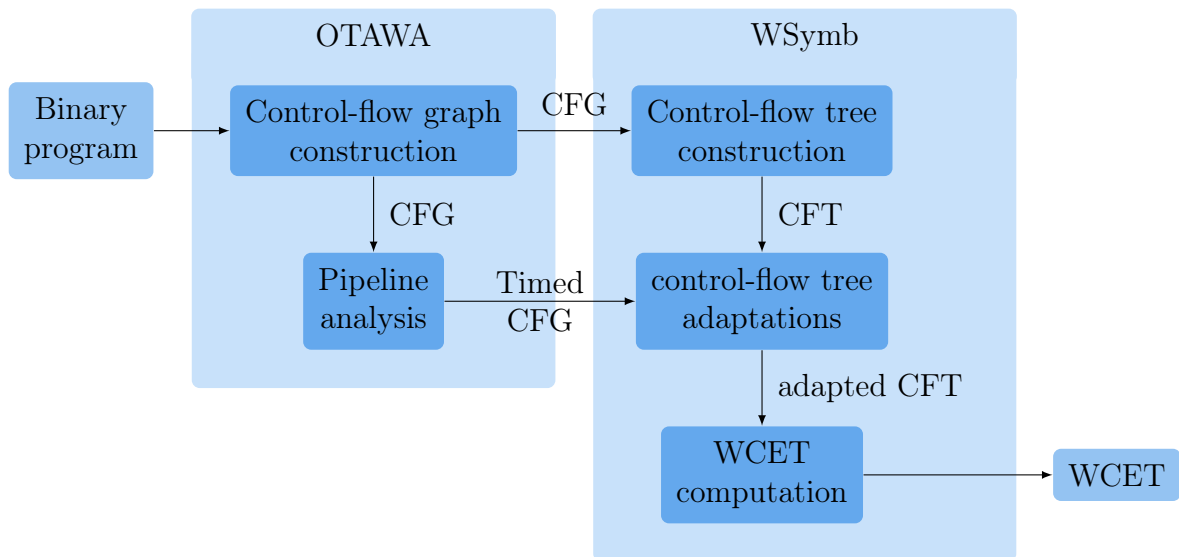 OTAWA
WSymb
Binary
program
Control-flow graph
construction
CFG
Control-flow tree
construction
CFG
CFT
Pipeline
analysis
Timed
CFG
control-flow tree
adaptations
adapted CFT
WCET
computation
WCET